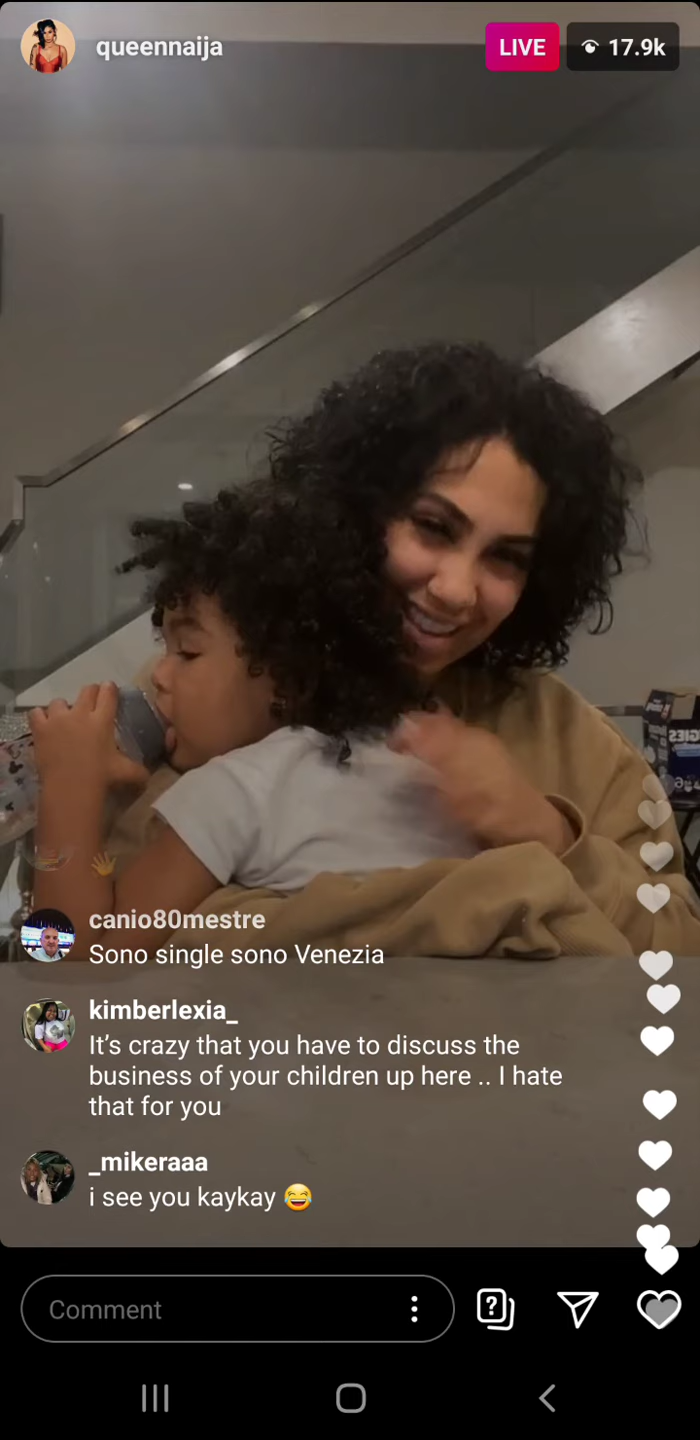 queennaija
LIVE
17.9k
canio80mestre
Sono single sono Venezia
kimberlexia_
It's crazy that you have to discuss the
business of your children up here .. I hate
that for you
_mikeraaa
i see you kaykay 😂
Comment